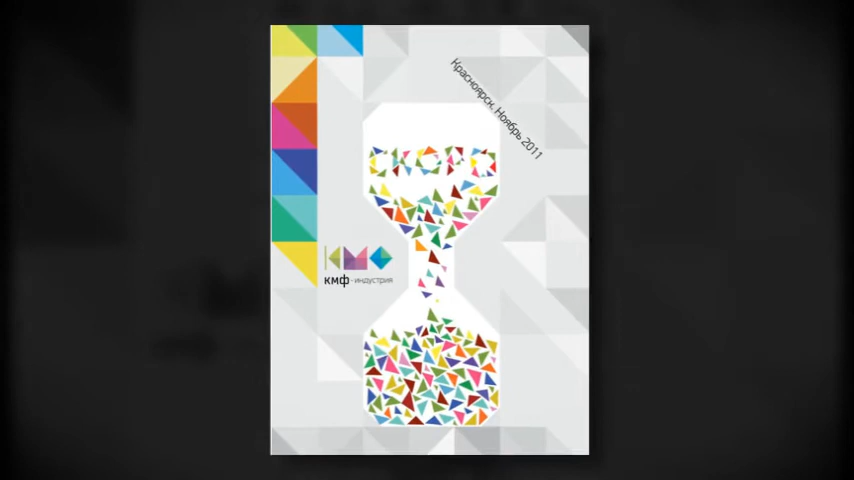 Красноярск. Ноябрь 2011
СКОРО
КМФ
кмф - индустрия